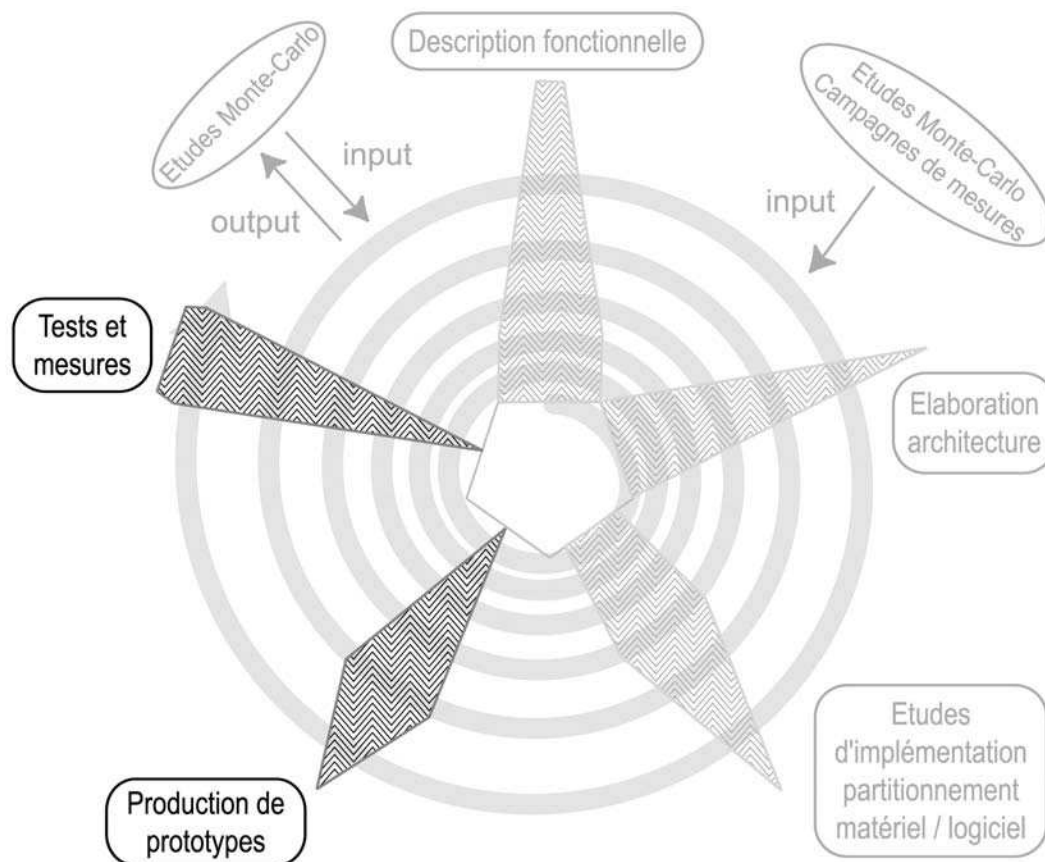 Description fonctionnelle
Etudes Monte-Carlo
input
output
Etudes Monte-Carlo
Campagnes de mesures
input
Tests et
mesures
Elaboration
architecture
Production de
prototypes
Etudes
d'implémentation
partitionnement
matériel / logiciel